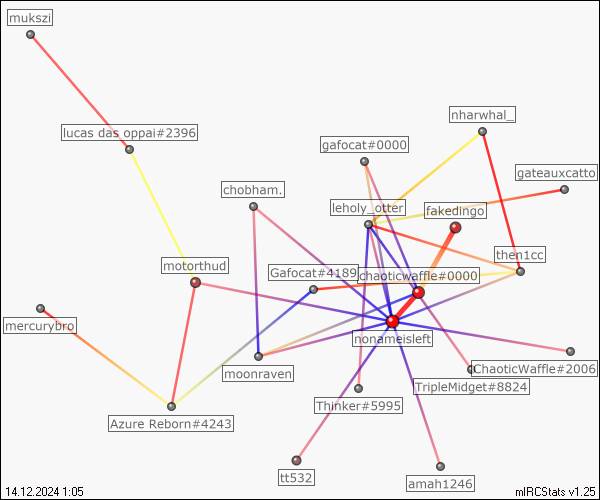 mukszi
lucas das oppai#2396
nharwhal_
gafocat#0000
gateauxcatto
chobham.
leholy_otter
fakedingo
then1cc
motorthud
Gafocat#4189
chaoticwaffle#0000
mercurybro
nonameisleft
moonraven
ChaoticWaffle#2006
TripleMidget#8824
Thinker#5995
Azure Reborn#4243
tt532
amah1246
14.12.2024 1:05
mIRCStats v1.25